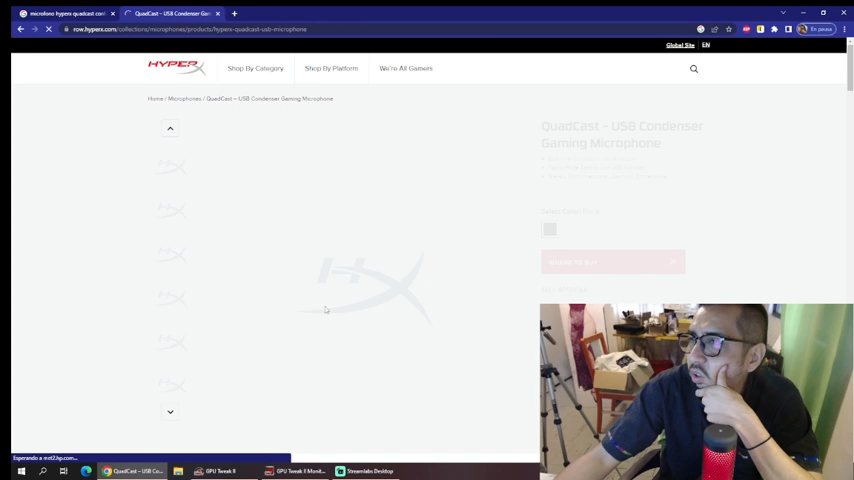 microfono hyperx quadcast con
QuadCast – USB Condenser Gam
row.hyperx.com/collections/microphones/products/hyperx-quadcast-usb-microphone
En pausa
Global Site
EN
HYPERX
Shop By Category
Shop By Platform
We're All Gamers
Home / Microphones / QuadCast – USB Condenser Gaming Microphone
QuadCast – USB Condenser
Gaming Microphone
Esperando a met2.hp.com...
QuadCast – USB Co...
GPU Tweak II
GPU Tweak II Monit...
Streamlabs Desktop